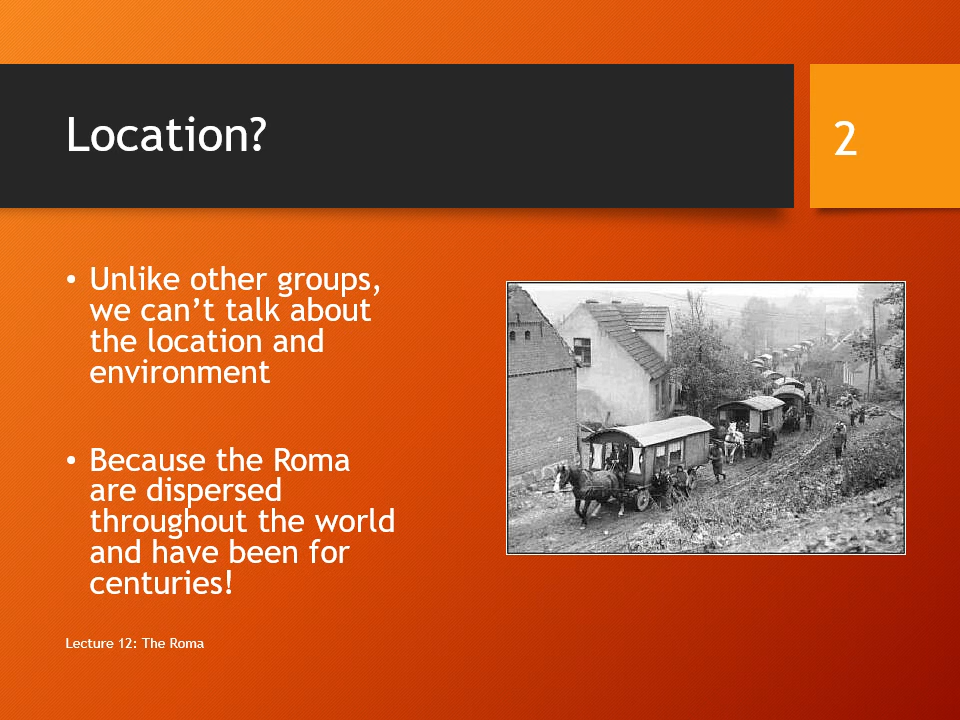 Location?
2
• Unlike other groups,
we can’t talk about
the location and
environment
• Because the Roma
are dispersed
throughout the world
and have been for
centuries!
Lecture 12: The Roma